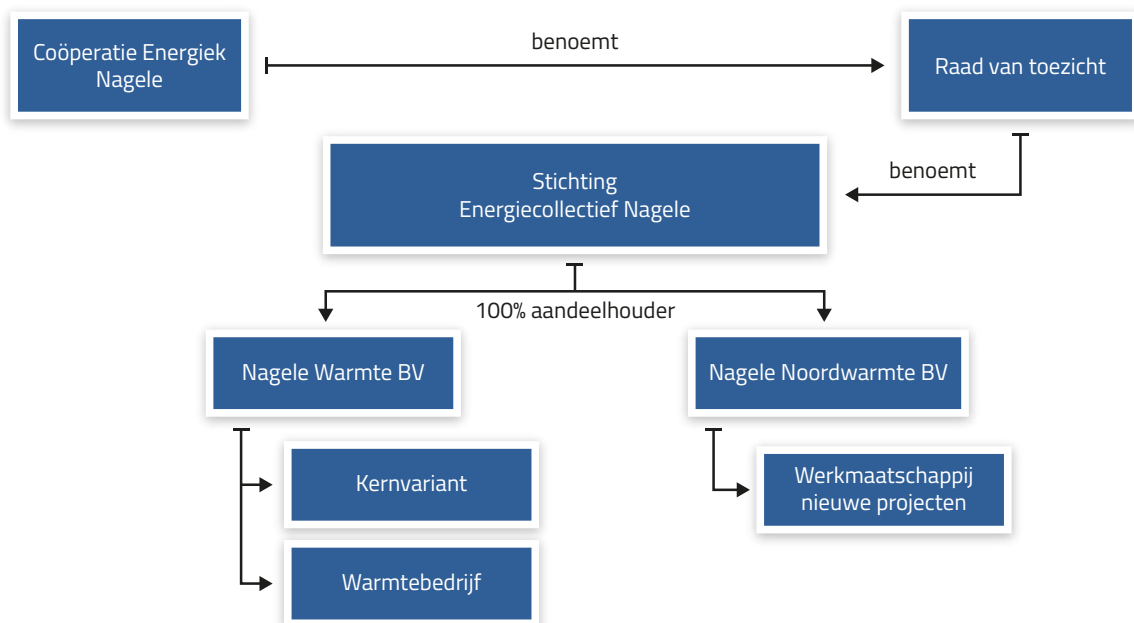 Coöperatie Energiek
Nagele
benoemt
Raad van toezicht
Stichting
Energiecollectief Nagele
benoemt
100% aandeelhouder
Nagele Warmte BV
Nagele Noordwarmte BV
Kernvariant
Werkmaatschappij
nieuwe projecten
Warmtebedrijf